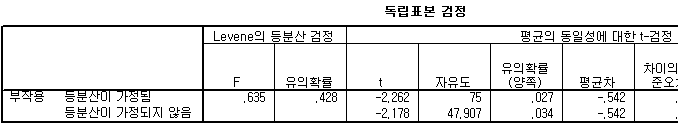 독립표본 검정
Levene의 등분산 검정 평균의 동일성에 대한 t-검정
F 유의확률 t 자유도 유의확률 (양쪽) 평균차 차이의 준오
부작용 등분산이 가정됨 ,635 ,428 -2,262 75 ,027 -,542
등분산이 가정되지 않음 -2,178 47,907 ,034 -,542